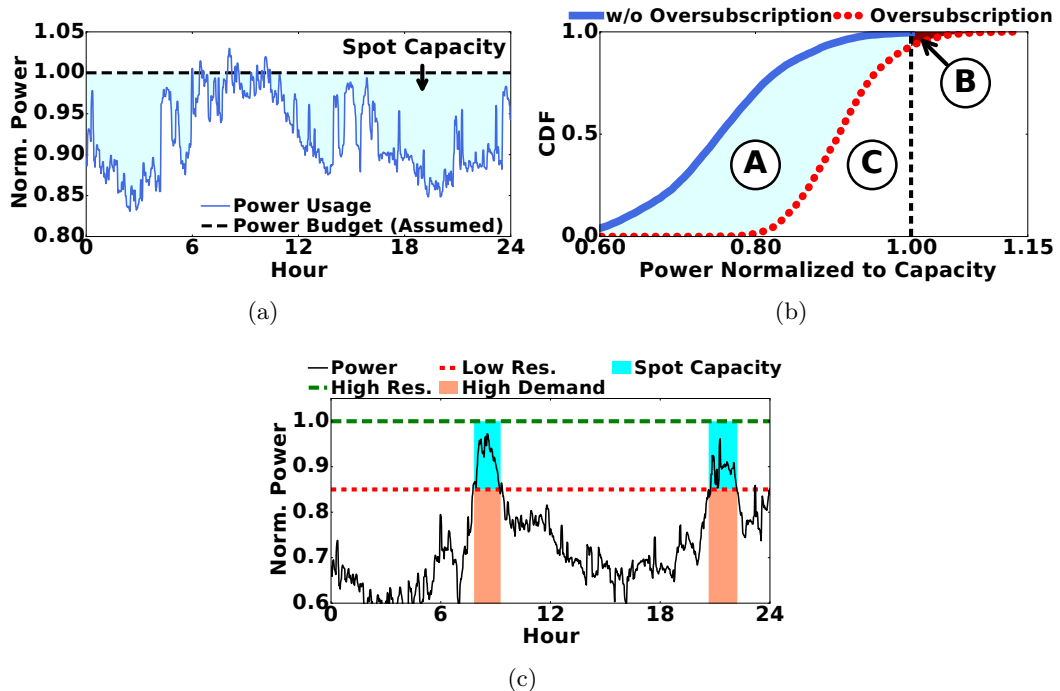 1.05
1.00
0.95
0.90
0.85
0.80
Norm. Power
Spot Capacity
Power Usage
Power Budget (Assumed)
0 6 12 18 24
Hour
(a)
w/o Oversubscription Oversubscription
1.0
0.5
0.0
CDF
A
B
C
0.60 0.80 1.00 1.15
Power Normalized to Capacity
(b)
Power Low Res. Spot Capacity
High Res. High Demand
1.0
0.9
0.8
0.7
0.6
Norm. Power
0 6 12 18 24
Hour
(c)